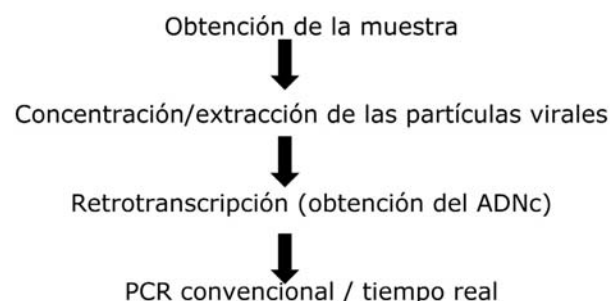 Obtención de la muestra
Concentración/extracción de las partículas virales
Retrotranscripción (obtención del ADNc)
PCR convencional / tiempo real